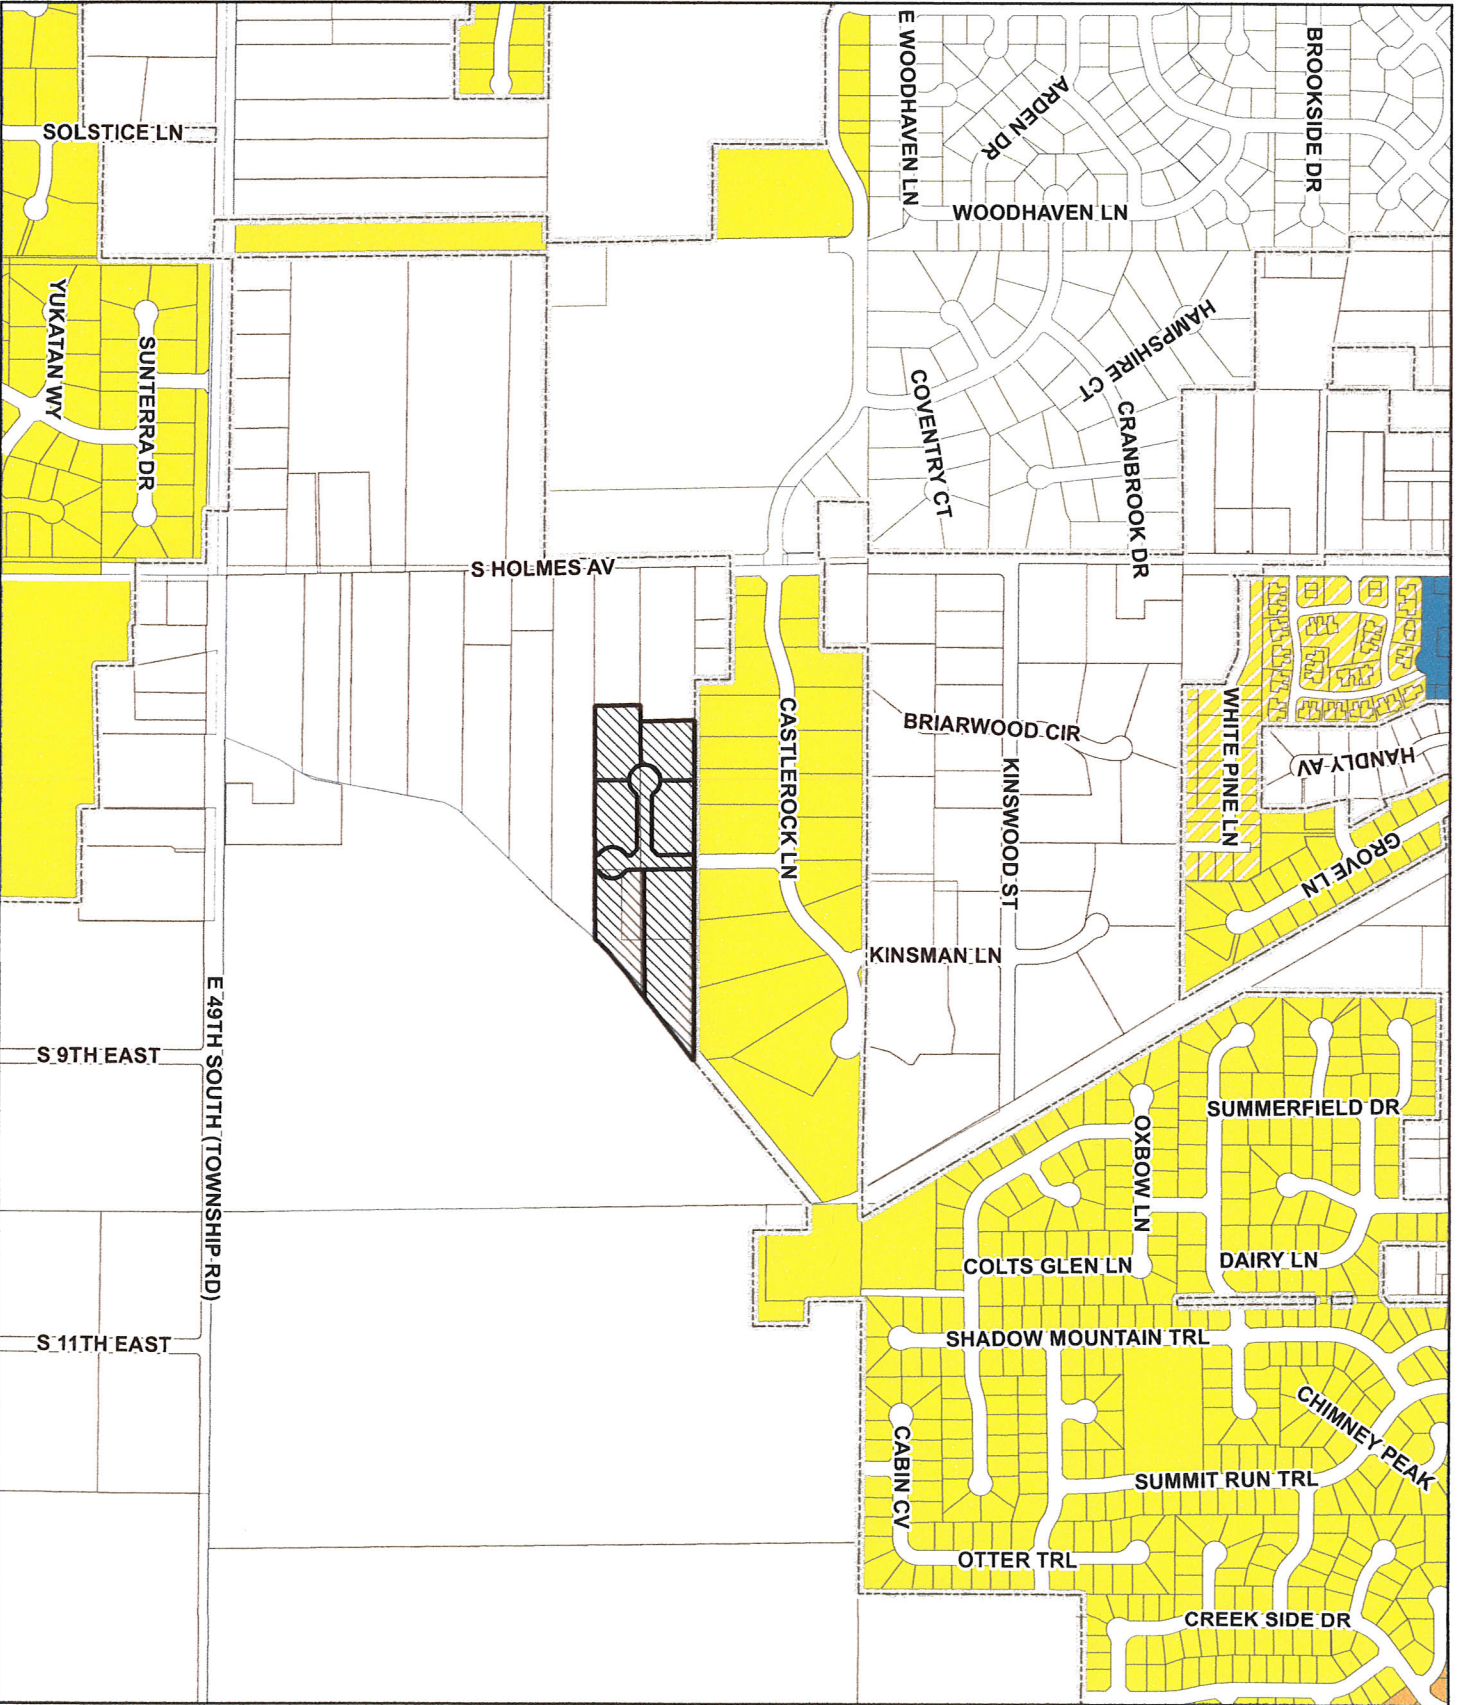 E WOODHAVEN LN
ARDEN DR
BROOKSIDE DR
SOLSTICE LN
WOODHAVEN LN
YUKATAN WY
SUNTERRA DR
HAMPSHIRE CT
COVENTRY CT
CRANBROOK DR
S HOLMES AV
CASTLEROCK LN
BRIARWOOD CIR
KINSWOOD ST
WHITE PINE LN
HANDLY AV
GROVE LN
KINSMAN LN
E 49TH SOUTH (TOWNSHIP RD)
S 9TH EAST
SUMMERFIELD DR
OXBOW LN
COLTS GLEN LN
DAIRY LN
S 11TH EAST
SHADOW MOUNTAIN TRL
CHIMNEY PEAK
CABIN CV
SUMMIT RUN TRL
OTTER TRL
CREEK SIDE DR